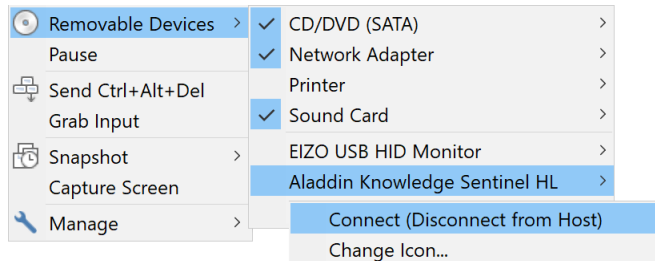 Removable Devices
Pause
Send Ctrl+Alt+Del
Grab Input
Snapshot
Capture Screen
Manage
CD/DVD (SATA)
Network Adapter
Printer
Sound Card
EIZO USB HID Monitor
Aladdin Knowledge Sentinel HL
Connect (Disconnect from Host)
Change Icon...